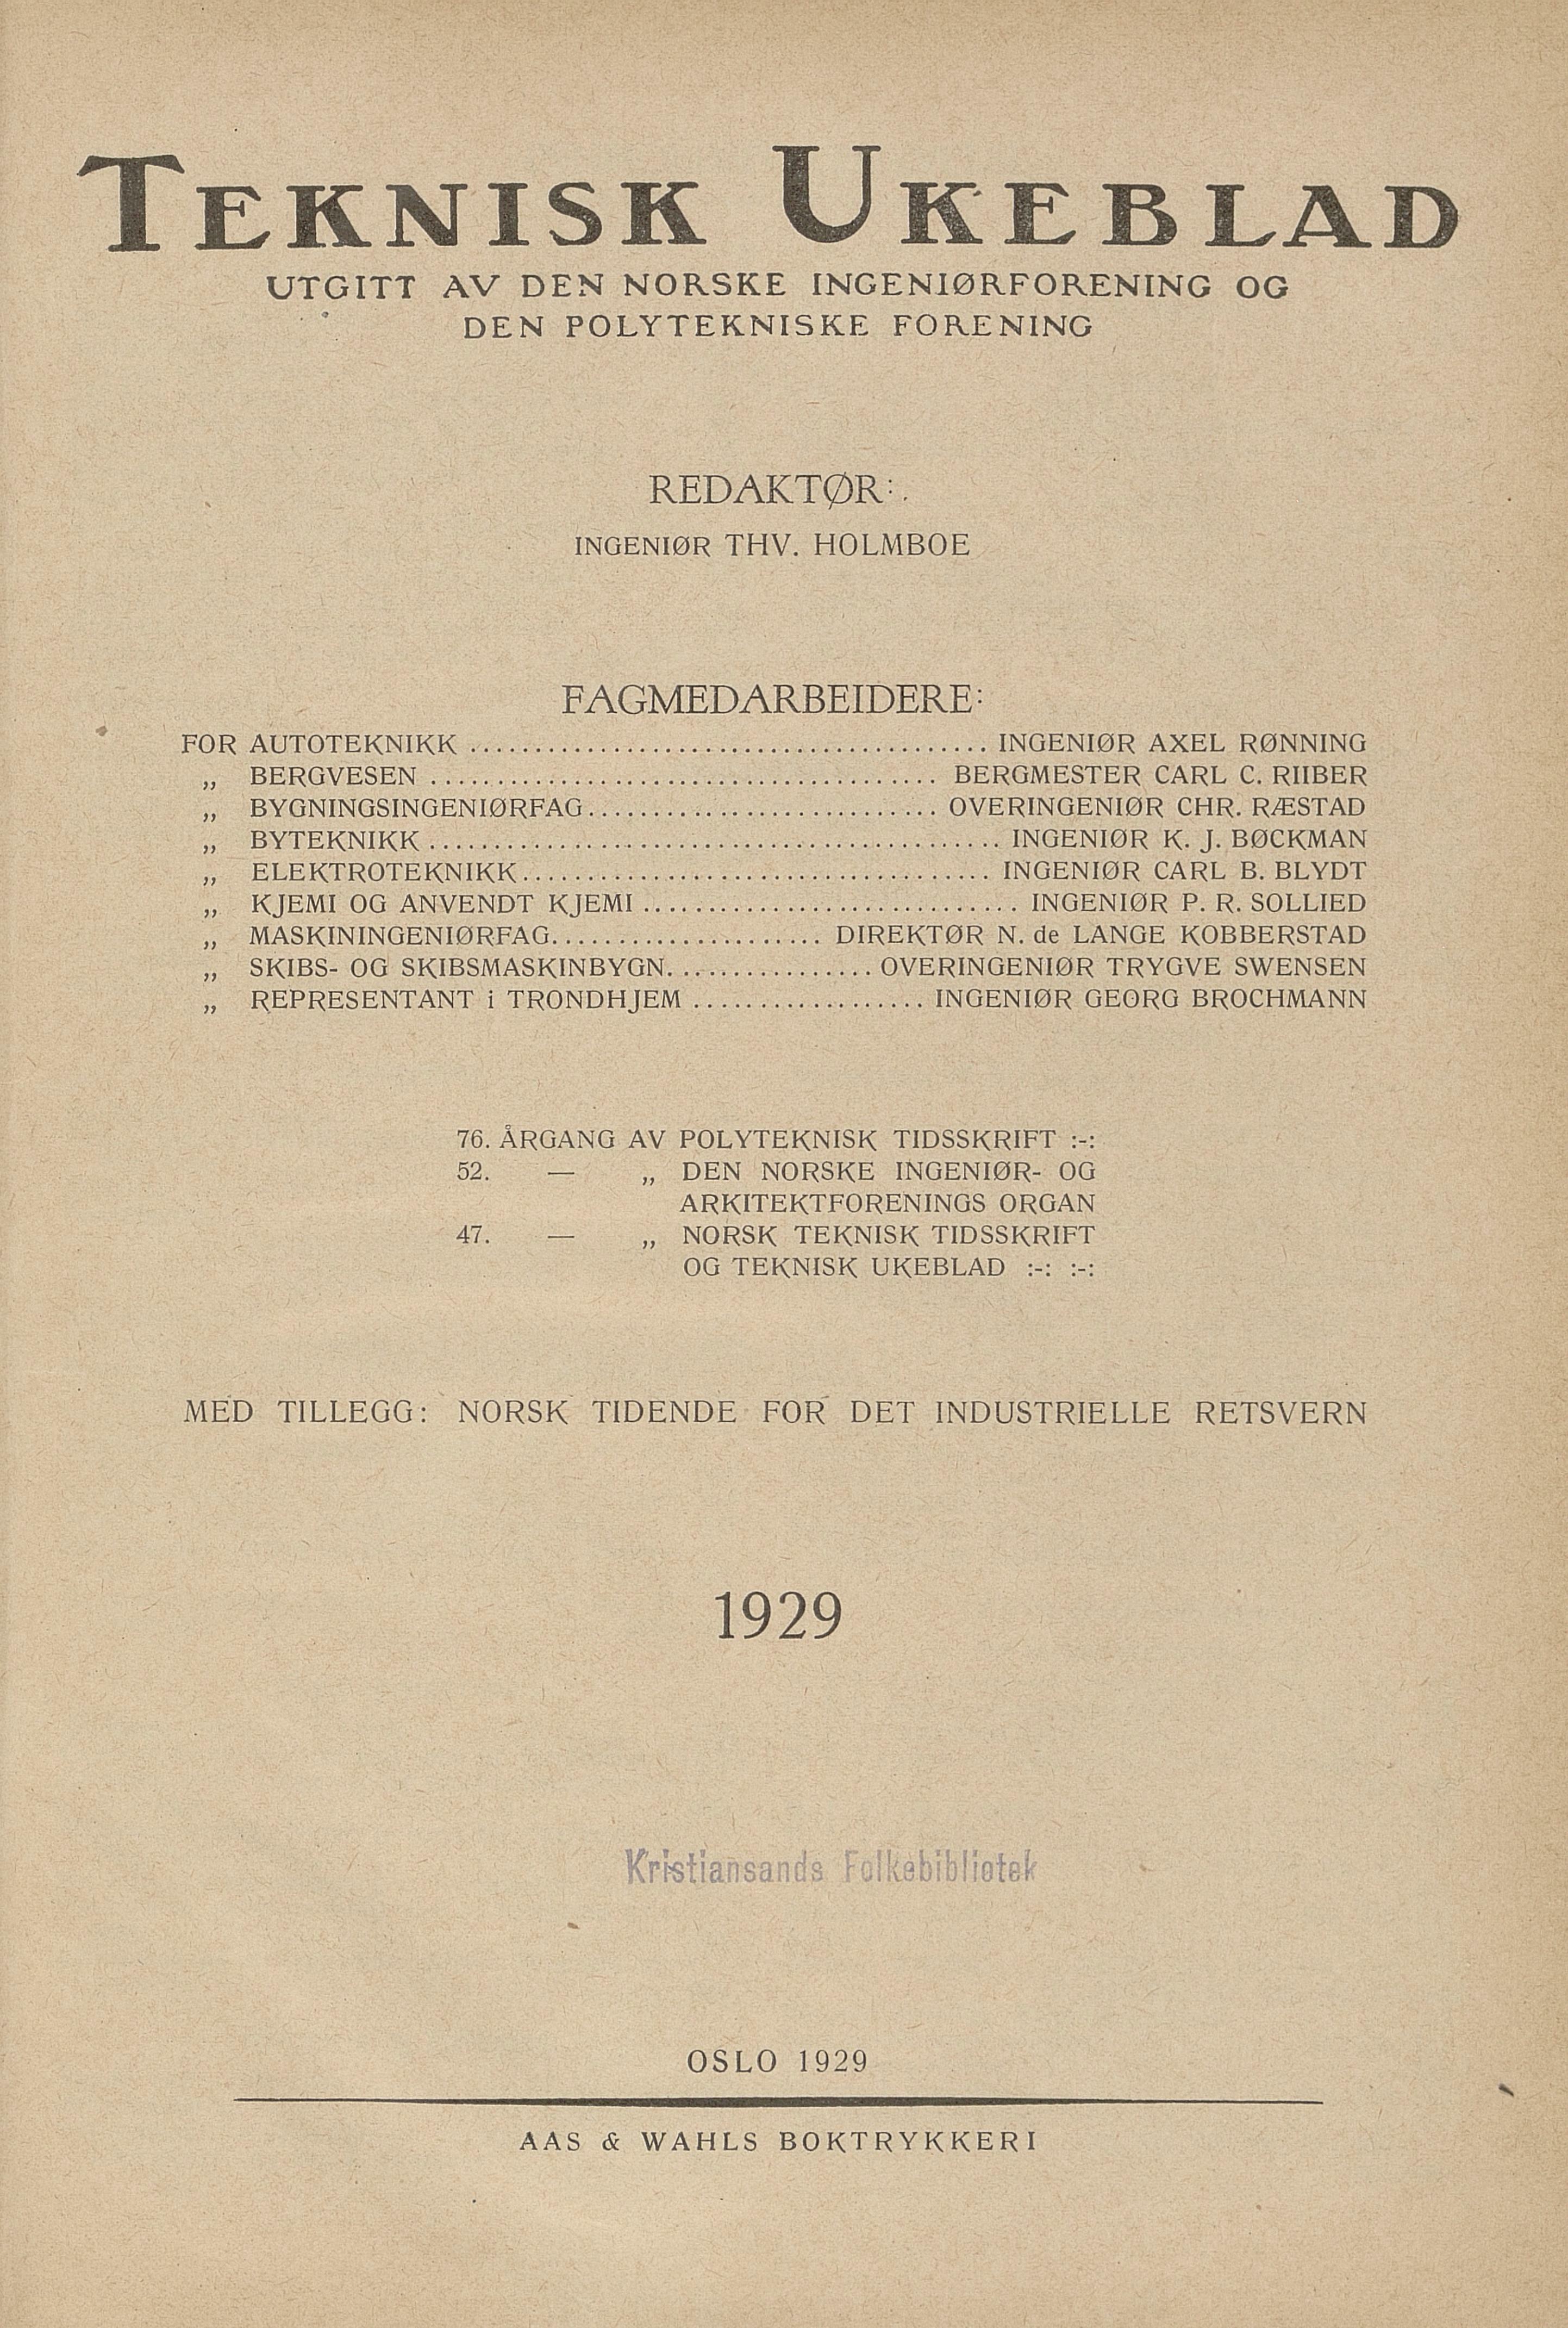 TEKNISK UKEBLAD
UTGITT AV DEN NORSKE INGENIØRFORENING OG
DEN POLYTEKNISKE FORENING
REDAKTØR:
INGENIØR THV. HOLMBOE
FAGMEDARBEIDERE:
FOR AUTOTEKNIKK ........................................ INGENIØR AXEL RØNNING
„ BERGVESEN ....................................... BERGMESTER CARL C. RIIBER
„ BYGNINGSINGENIØRFAG........................... OVERINGENIØR CHR. RÆSTAD
„ BYTEKNIKK ............................................ INGENIØR K. J. BØCKMAN
„ ELEKTROTEKNIKK.................................... INGENIØR CARL B. BLYDT
„ KJEMI OG ANVENDT KJEMI ............................. INGENIØR P. R. SOLLIED
„ MASKININGENIØRFAG..................... DIREKTØR N. de LANGE KOBBERSTAD
„ SKIBS- OG SKIBSMASKINBYGN................. OVERINGENIØR TRYGVE SWENSEN
„ REPRESENTANT i TRONDHJEM .................. INGENIØR GEORG BROCHMANN
76. ÅRGANG AV POLYTEKNISK TIDSSKRIFT :-:
52. — „ DEN NORSKE INGENIØR- OG
ARKITEKTFORENINGS ORGAN
47. — „ NORSK TEKNISK TIDSSKRIFT
OG TEKNISK UKEBLAD :-: :-:
MED TILLEGG: NORSK TIDENDE FOR DET INDUSTRIELLE RETSVERN
1929
Kristiansands Folkebibliotek
OSLO 1929
AAS & WAHLS BOKTRYKKERI